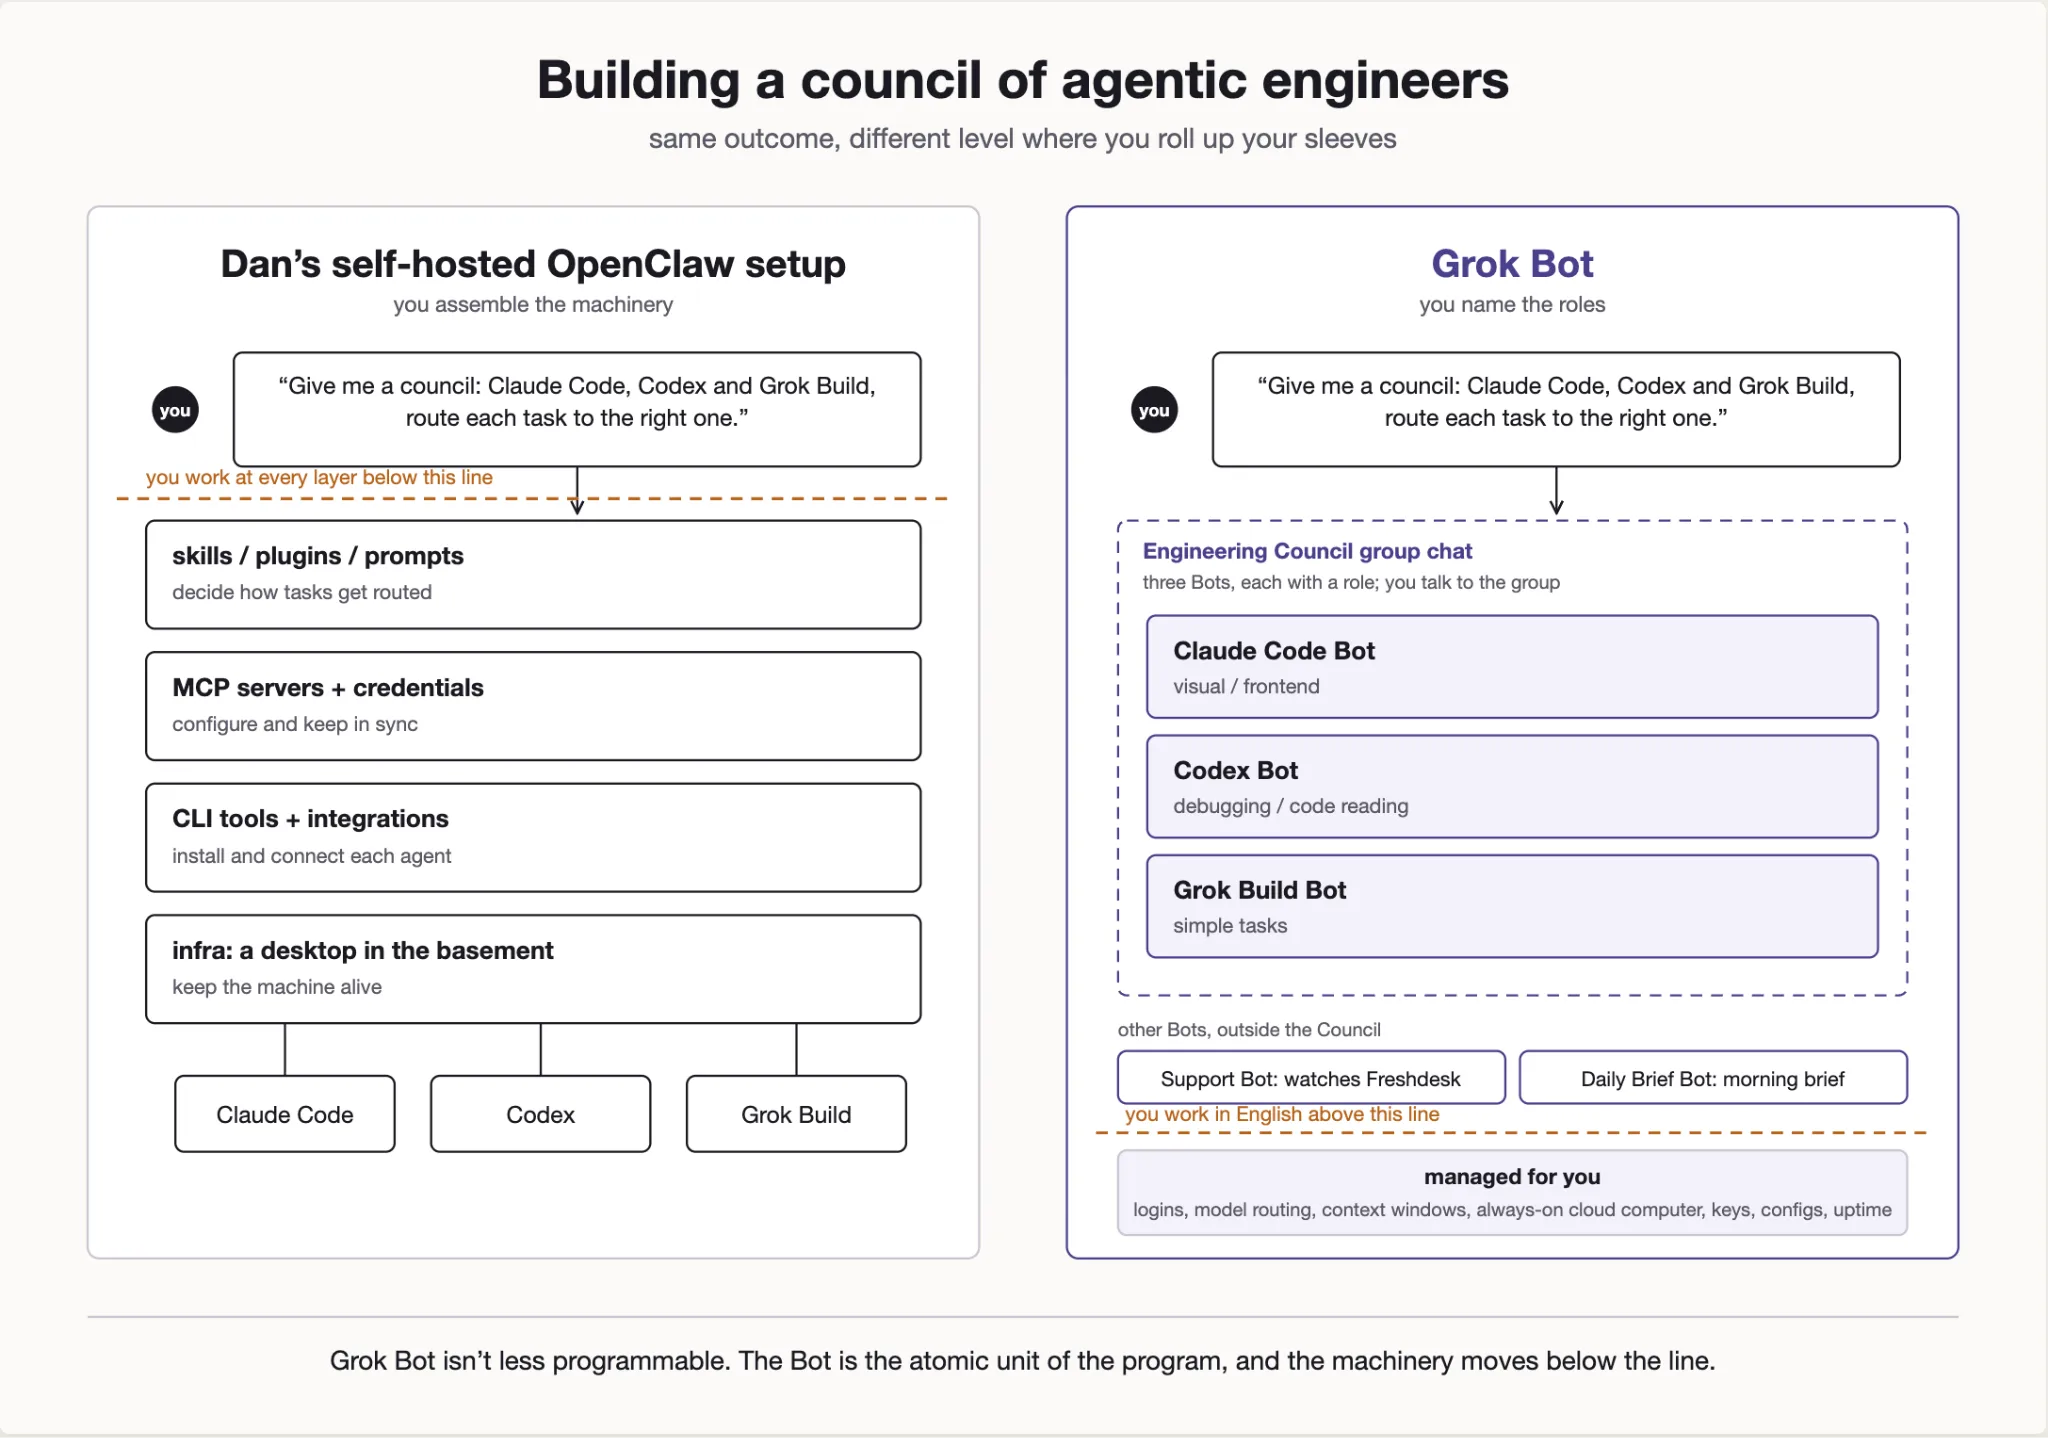 Building a council of agentic engineers
same outcome, different level where you roll up your sleeves
Dan’s self-hosted OpenClaw setup
you assemble the machinery
you
“Give me a council: Claude Code, Codex and Grok Build,
route each task to the right one.”
you work at every layer below this line
skills / plugins / prompts
decide how tasks get routed
MCP servers + credentials
configure and keep in sync
CLI tools + integrations
install and connect each agent
infra: a desktop in the basement
keep the machine alive
Claude Code
Codex
Grok Build
Grok Bot
you name the roles
you
“Give me a council: Claude Code, Codex and Grok Build,
route each task to the right one.”
Engineering Council group chat
three Bots, each with a role; you talk to the group
Claude Code Bot
visual / frontend
Codex Bot
debugging / code reading
Grok Build Bot
simple tasks
other Bots, outside the Council
Support Bot: watches Freshdesk
Daily Brief Bot: morning brief
you work in English above this line
managed for you
logins, model routing, context windows, always-on cloud computer, keys, configs, uptime
Grok Bot isn’t less programmable. The Bot is the atomic unit of the program, and the machinery moves below the line.